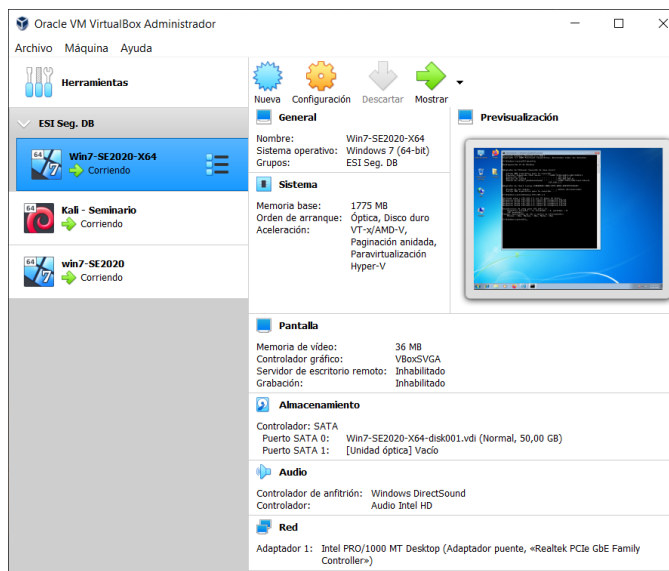 Oracle VM VirtualBox Administrador
Archivo Máquina Ayuda
Herramientas
ESI Seg. DB
64
7
Win7-SE2020-X64
Corriendo
64
Kali - Seminario
Corriendo
64
7
win7-SE2020
Corriendo
Nueva Configuración Descartar Mostrar
General
Nombre: Win7-SE2020-X64
Sistema operativo: Windows 7 (64-bit)
Grupos: ESI Seg. DB
Previsualización
Sistema
Memoria base: 1775 MB
Orden de arranque: Óptica, Disco duro
Aceleración: VT-x/AMD-V,
Paginación anidada,
Paravirtualización
Hyper-V
Pantalla
Memoria de vídeo: 36 MB
Controlador gráfico: VBoxSVGA
Servidor de escritorio remoto: Inhabilitado
Grabación: Inhabilitado
Almacenamiento
Controlador: SATA
Puerto SATA 0: Win7-SE2020-X64-disk001.vdi (Normal, 50,00 GB)
Puerto SATA 1: [Unidad óptica] Vacío
Audio
Controlador de anfitrión: Windows DirectSound
Controlador: Audio Intel HD
Red
Adaptador 1: Intel PRO/1000 MT Desktop (Adaptador puente, «Realtek PCIe GbE Family
Controller»)